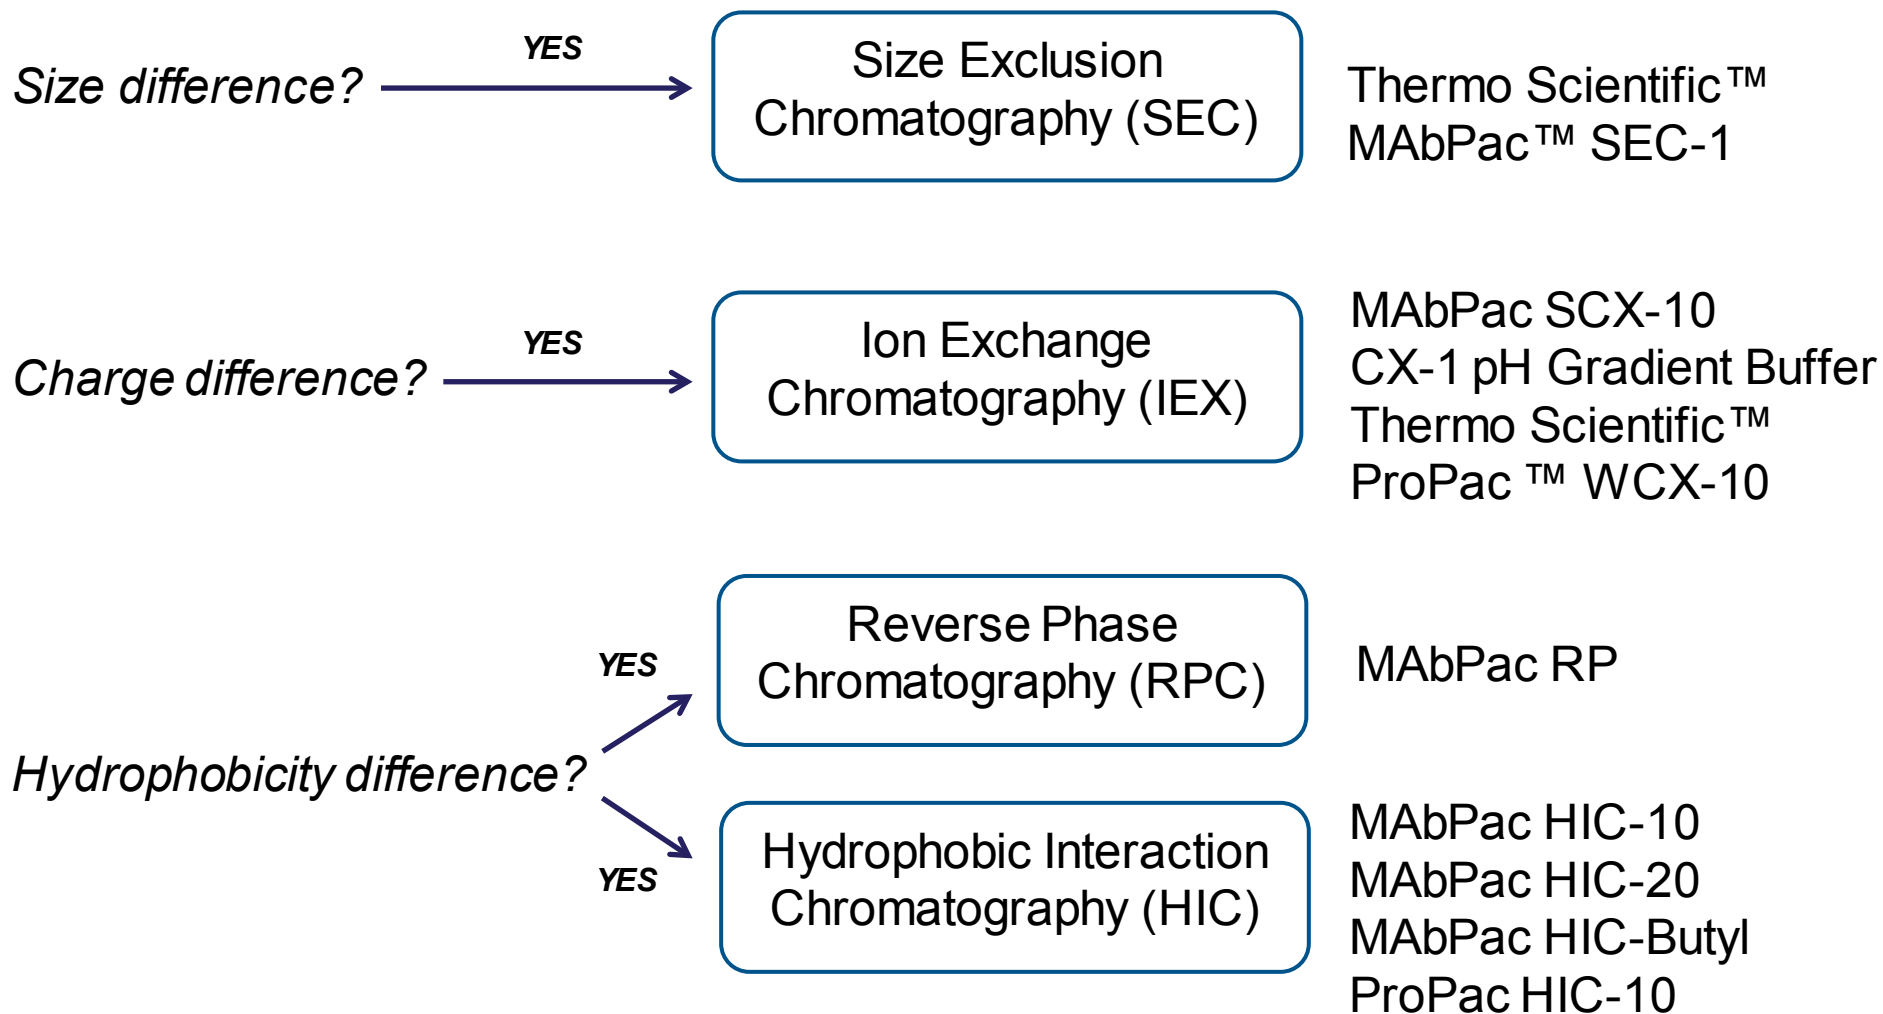 Size difference?
YES
Size Exclusion
Chromatography (SEC)
Thermo Scientific™
MAbPac™ SEC-1
Charge difference?
YES
Ion Exchange
Chromatography (IEX)
MAbPac SCX-10
CX-1 pH Gradient Buffer
Thermo Scientific™
ProPac ™ WCX-10
Hydrophobicity difference?
YES
Reverse Phase
Chromatography (RPC)
MAbPac RP
YES
Hydrophobic Interaction
Chromatography (HIC)
MAbPac HIC-10
MAbPac HIC-20
MAbPac HIC-Butyl
ProPac HIC-10